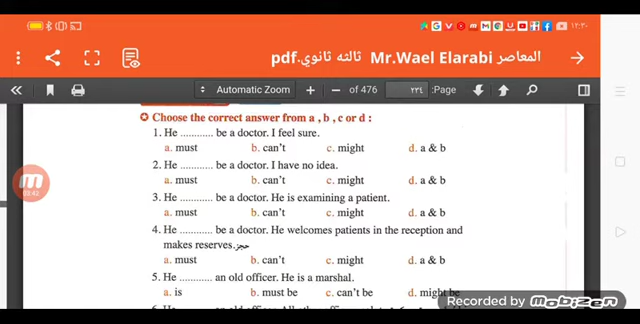 ١٢:٢٠
المعاصر Mr.Wael Elarabi ثالثه ثانوي.pdf
Automatic Zoom + − of 476 ٢٣٤ :Page
✪ Choose the correct answer from a , b , c or d :
1. He ............ be a doctor. I feel sure.
a. must b. can't c. might d. a & b
2. He ............ be a doctor. I have no idea.
a. must b. can't c. might d. a & b
3. He ............ be a doctor. He is examining a patient.
a. must b. can't c. might d. a & b
4. He ............ be a doctor. He welcomes patients in the reception and
makes reserves.حجز
a. must b. can't c. might d. a & b
5. He ............ an old officer. He is a marshal.
a. is b. must be c. can't be d. might be
03:42
Recorded by mobizen